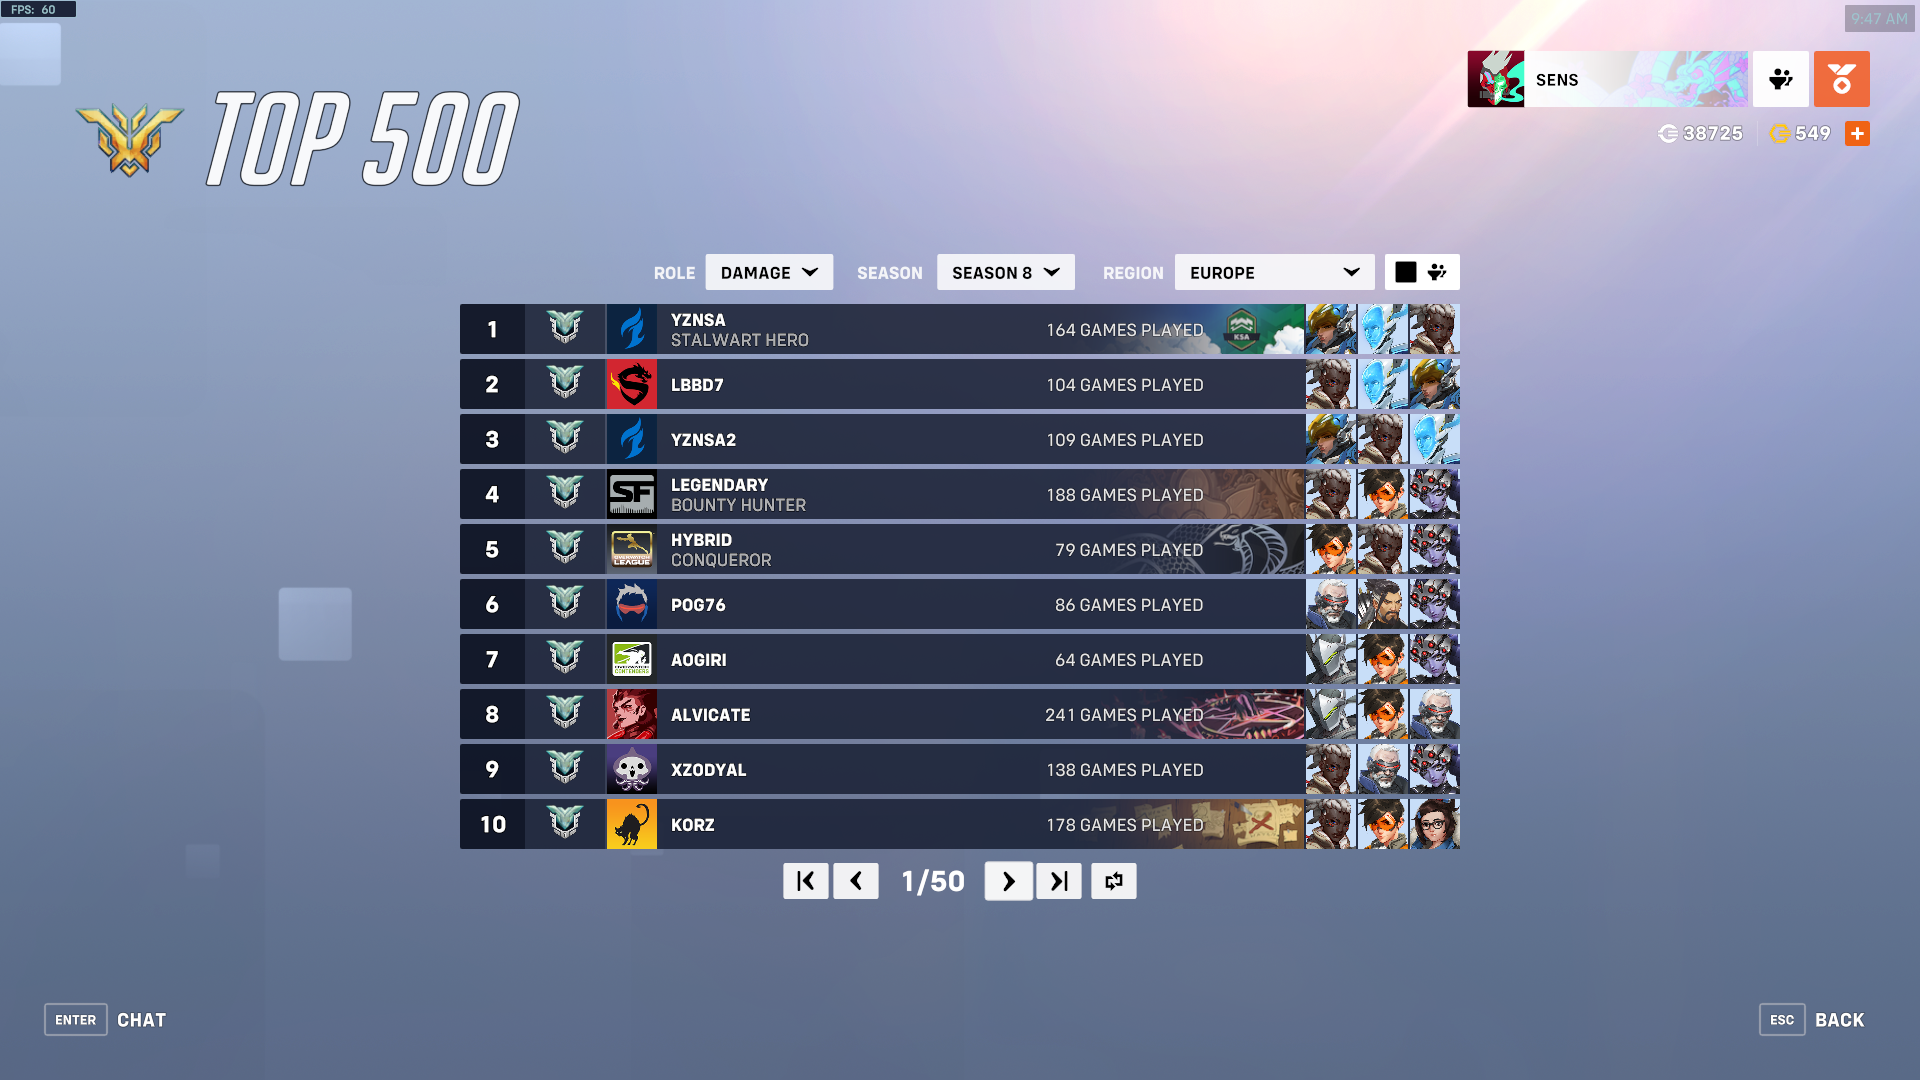 FPS: 60
9:47 AM
TOP 500
SENS
38725
549
ROLE DAMAGE SEASON SEASON 8 REGION EUROPE
1 YZNSA 164 GAMES PLAYED KSA
STALWART HERO
2 LBBD7 104 GAMES PLAYED
3 YZNSA2 109 GAMES PLAYED
4 SF LEGENDARY 188 GAMES PLAYED
BOUNTY HUNTER
5 HYBRID 79 GAMES PLAYED
LEAGUE CONQUEROR
6 POG76 86 GAMES PLAYED
7 AOGIRI 64 GAMES PLAYED
8 ALVICATE 241 GAMES PLAYED
9 XZODYAL 138 GAMES PLAYED
10 KORZ 178 GAMES PLAYED
1/50
ENTER CHAT
ESC BACK